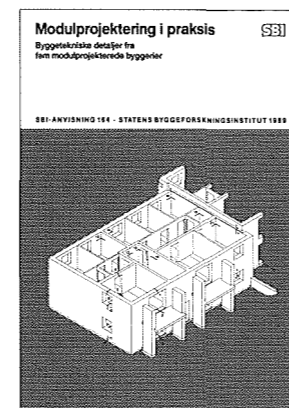 Modulprojektering i praksis
SBI
Byggetekniske detaljer fra
fem modulprojekterede byggerier
SBI-ANVISNING 164 - STATENS BYGGEFORSKNINGSINSTITUT 1989